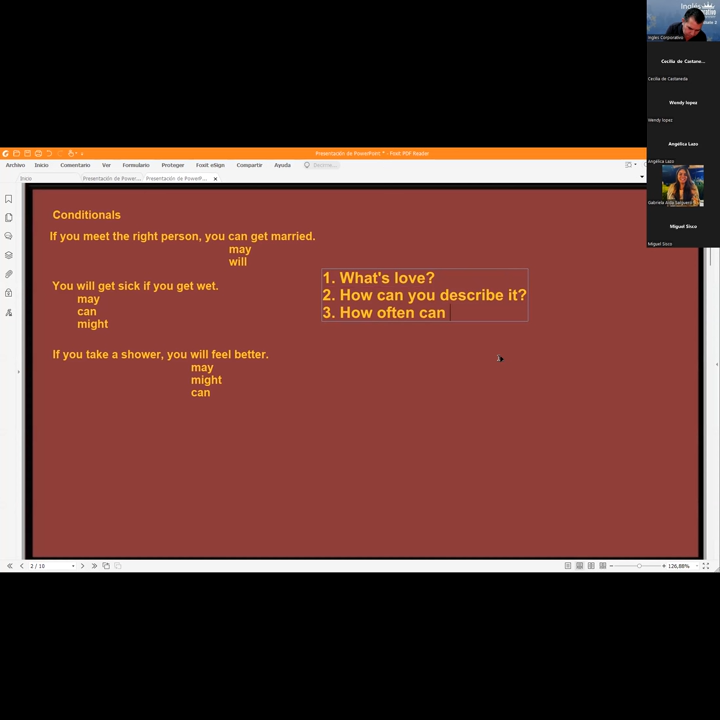 Inglés
Ingles Corporativo
Cecilia de Castane...
Cecilia de Castaneda
Wendy lopez
Wendy lopez
Angélica Lazo
Angélica Lazo
Miguel Sisco
Miguel Sisco
Presentación de PowerPoint * - Foxit PDF Reader
Archivo Inicio Comentario Ver Formulario Proteger Foxit eSign Compartir Ayuda
Inicio Presentación de Power... Presentación de PowerP... ×
Conditionals
If you meet the right person, you can get married.
may
will
You will get sick if you get wet.
may
can
might
If you take a shower, you will feel better.
may
might
can
1. What's love?
2. How can you describe it?
3. How often can
2 / 10
126,88%